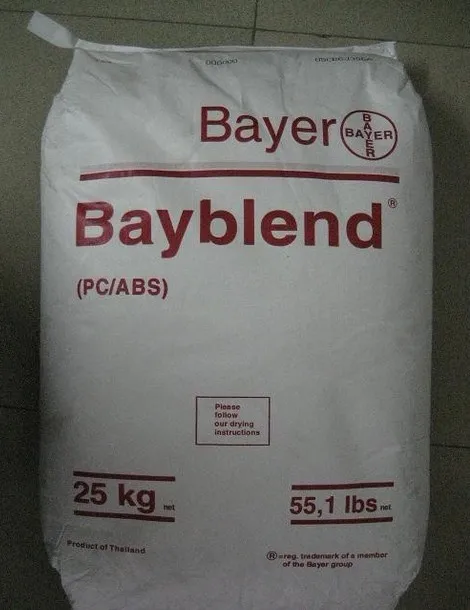 Bayer
BAYER
BAYER
Bayblend®
(PC/ABS)
Please
follow
our drying
instructions
25 kg net
55,1 lbs net
Product of Thailand
®=reg. trademark of a member
of the Bayer group